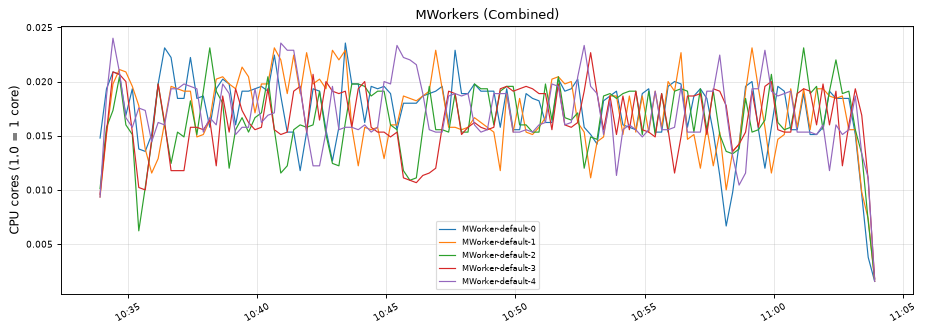 MWorkers (Combined)
CPU cores (1.0 = 1 core)
0.025
0.020
0.015
0.010
0.005
MWorker-default-0
MWorker-default-1
MWorker-default-2
MWorker-default-3
MWorker-default-4
10:35
10:40
10:45
10:50
10:55
11:00
11:05